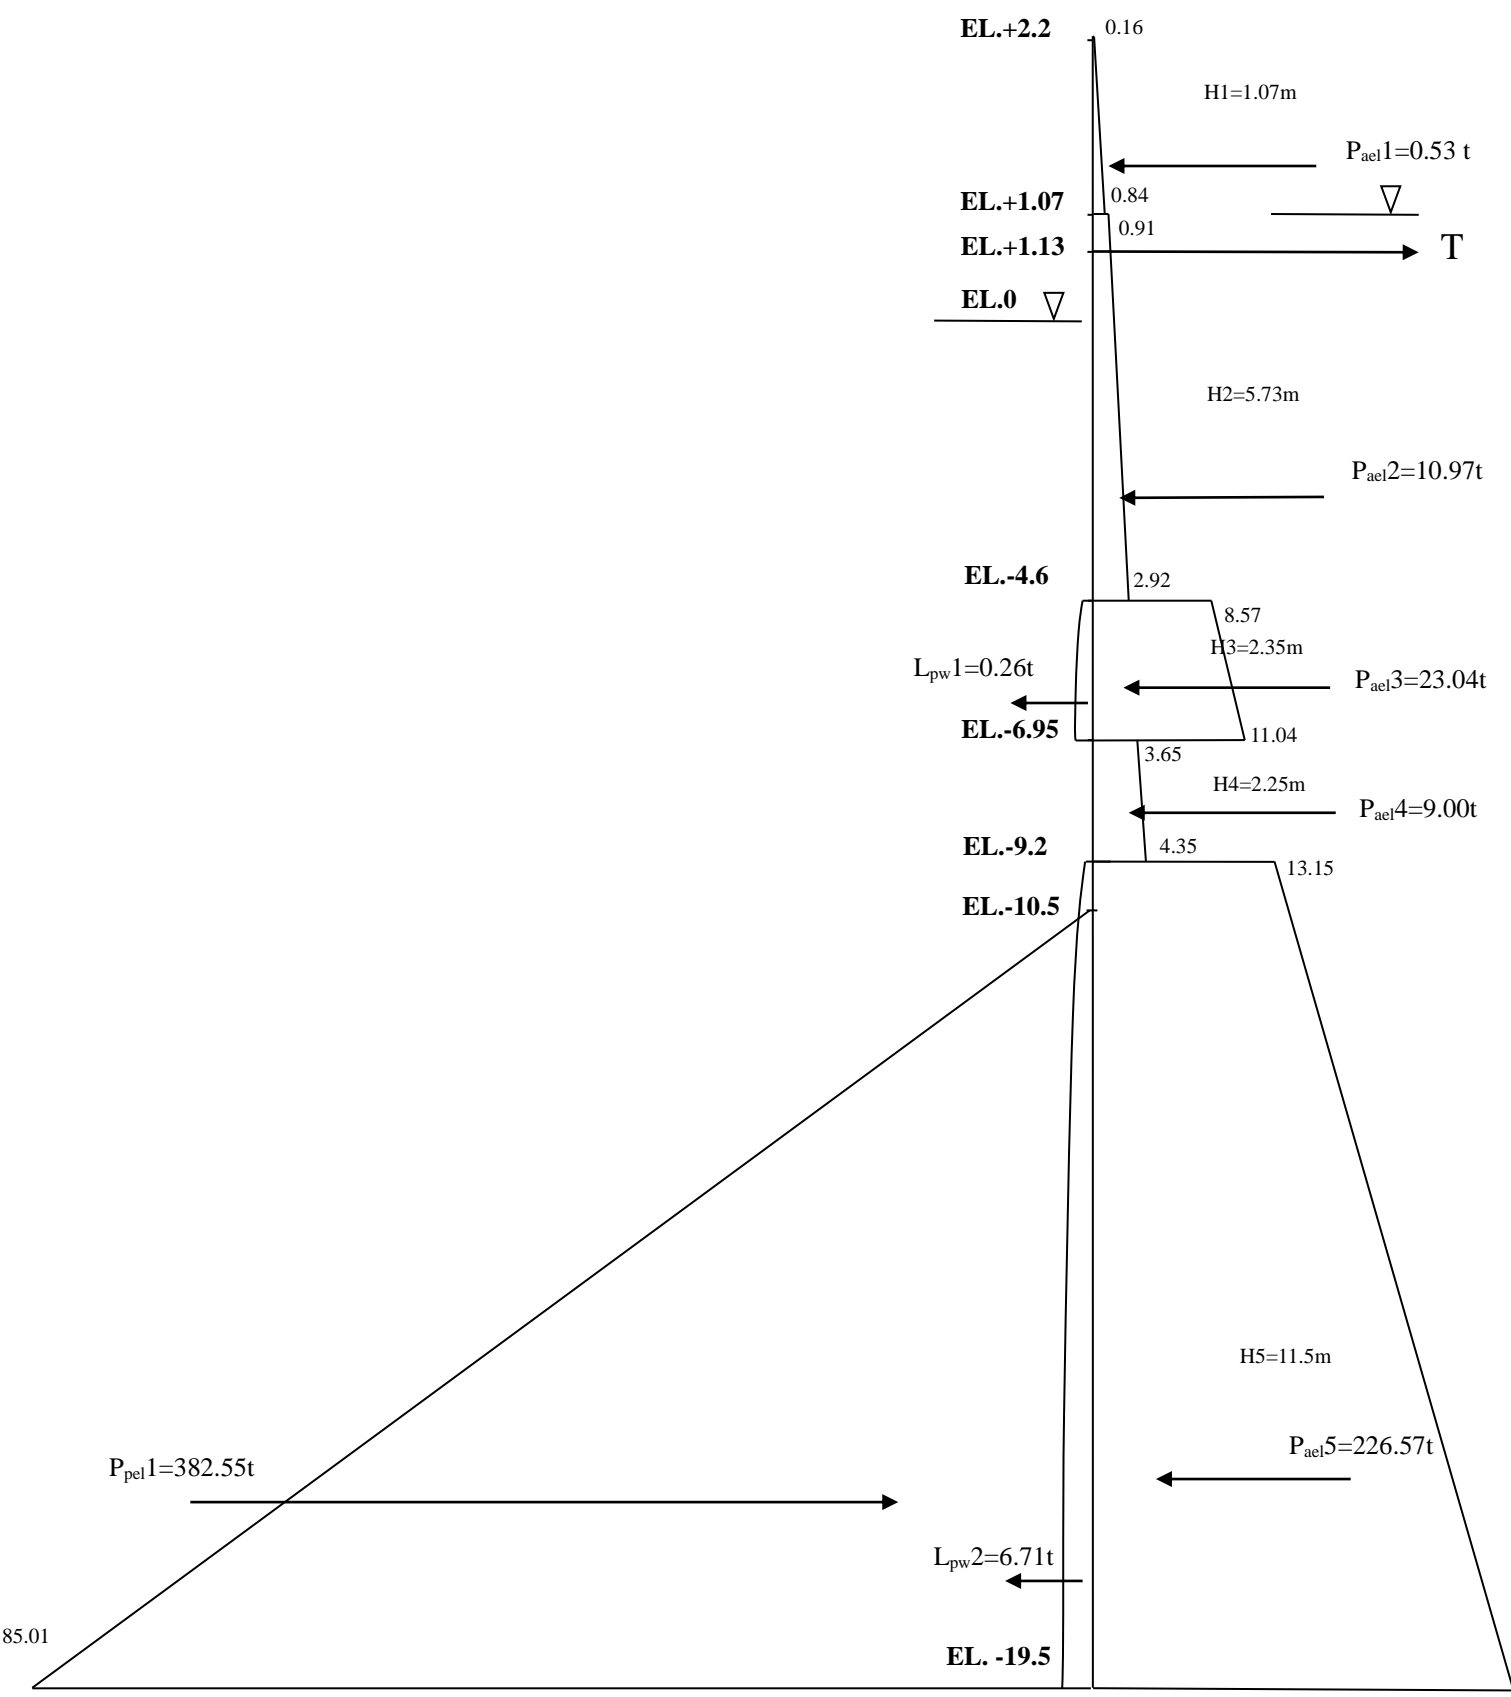 EL.+2.2
0.16
H1=1.07m
Pael1=0.53 t
0.84
EL.+1.07
0.91
EL.+1.13
T
EL.0
H2=5.73m
Pael2=10.97t
EL.-4.6
2.92
8.57
H3=2.35m
Lpw1=0.26t
Pael3=23.04t
EL.-6.95
11.04
3.65
H4=2.25m
Pael4=9.00t
EL.-9.2
4.35
13.15
EL.-10.5
H5=11.5m
Pael5=226.57t
Ppel1=382.55t
Lpw2=6.71t
85.01
EL. -19.5